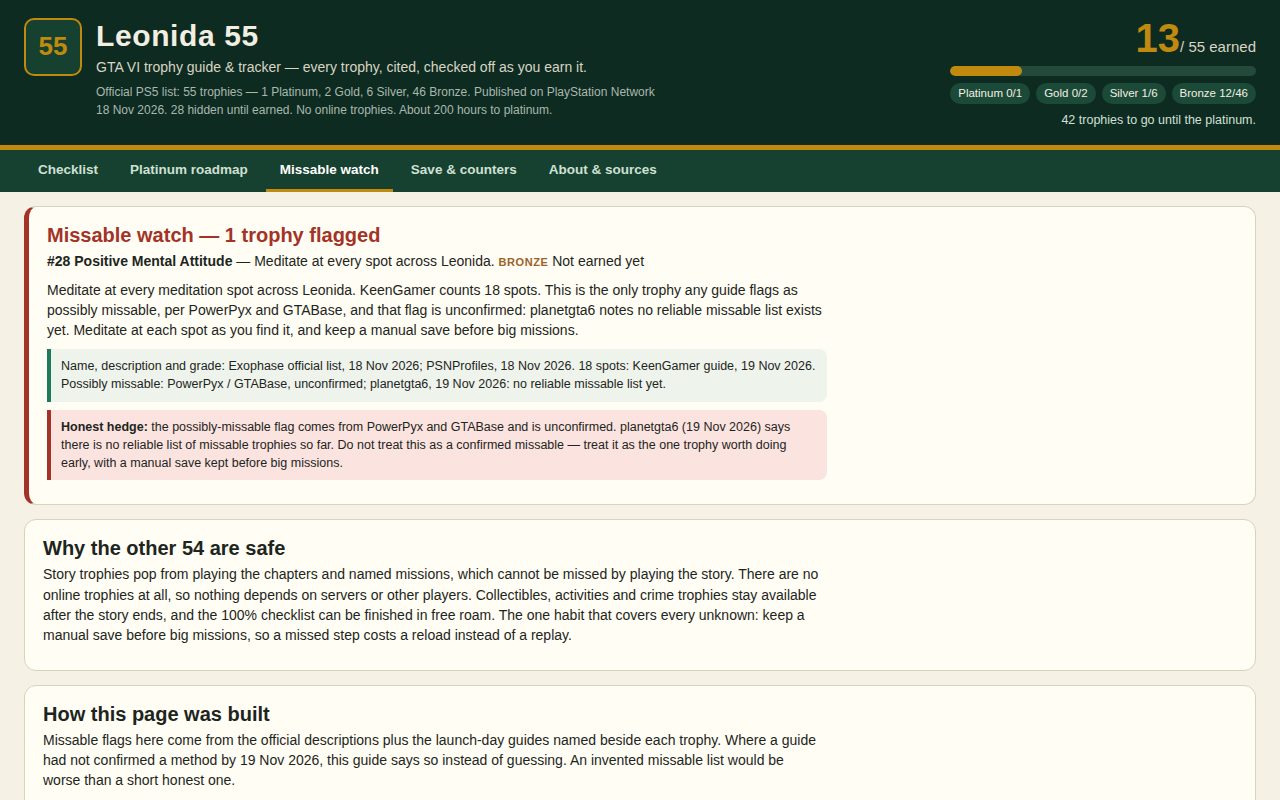 55
Leonida 55
GTA VI trophy guide & tracker — every trophy, cited, checked off as you earn it.
Official PS5 list: 55 trophies — 1 Platinum, 2 Gold, 6 Silver, 46 Bronze. Published on PlayStation Network
18 Nov 2026. 28 hidden until earned. No online trophies. About 200 hours to platinum.
13 / 55 earned
Platinum 0/1 Gold 0/2 Silver 1/6 Bronze 12/46
42 trophies to go until the platinum.
Checklist Platinum roadmap Missable watch Save & counters About & sources
Missable watch — 1 trophy flagged
#28 Positive Mental Attitude — Meditate at every spot across Leonida. BRONZE Not earned yet
Meditate at every meditation spot across Leonida. KeenGamer counts 18 spots. This is the only trophy any guide flags as
possibly missable, per PowerPyx and GTABase, and that flag is unconfirmed: planetgta6 notes no reliable missable list exists
yet. Meditate at each spot as you find it, and keep a manual save before big missions.
Name, description and grade: Exophase official list, 18 Nov 2026; PSNProfiles, 18 Nov 2026. 18 spots: KeenGamer guide, 19 Nov 2026.
Possibly missable: PowerPyx / GTABase, unconfirmed; planetgta6, 19 Nov 2026: no reliable missable list yet.
Honest hedge: the possibly-missable flag comes from PowerPyx and GTABase and is unconfirmed. planetgta6 (19 Nov 2026) says
there is no reliable list of missable trophies so far. Do not treat this as a confirmed missable — treat it as the one trophy worth doing
early, with a manual save kept before big missions.
Why the other 54 are safe
Story trophies pop from playing the chapters and named missions, which cannot be missed by playing the story. There are no
online trophies at all, so nothing depends on servers or other players. Collectibles, activities and crime trophies stay available
after the story ends, and the 100% checklist can be finished in free roam. The one habit that covers every unknown: keep a
manual save before big missions, so a missed step costs a reload instead of a replay.
How this page was built
Missable flags here come from the official descriptions plus the launch-day guides named beside each trophy. Where a guide
had not confirmed a method by 19 Nov 2026, this guide says so instead of guessing. An invented missable list would be
worse than a short honest one.